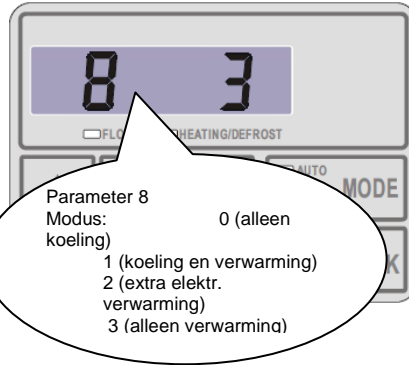 8 3
HEATING/DEFROST
AUTO
MODE
Parameter 8
Modus: 0 (alleen
koeling)
1 (koeling en verwarming)
2 (extra elektr.
verwarming)
3 (alleen verwarming)